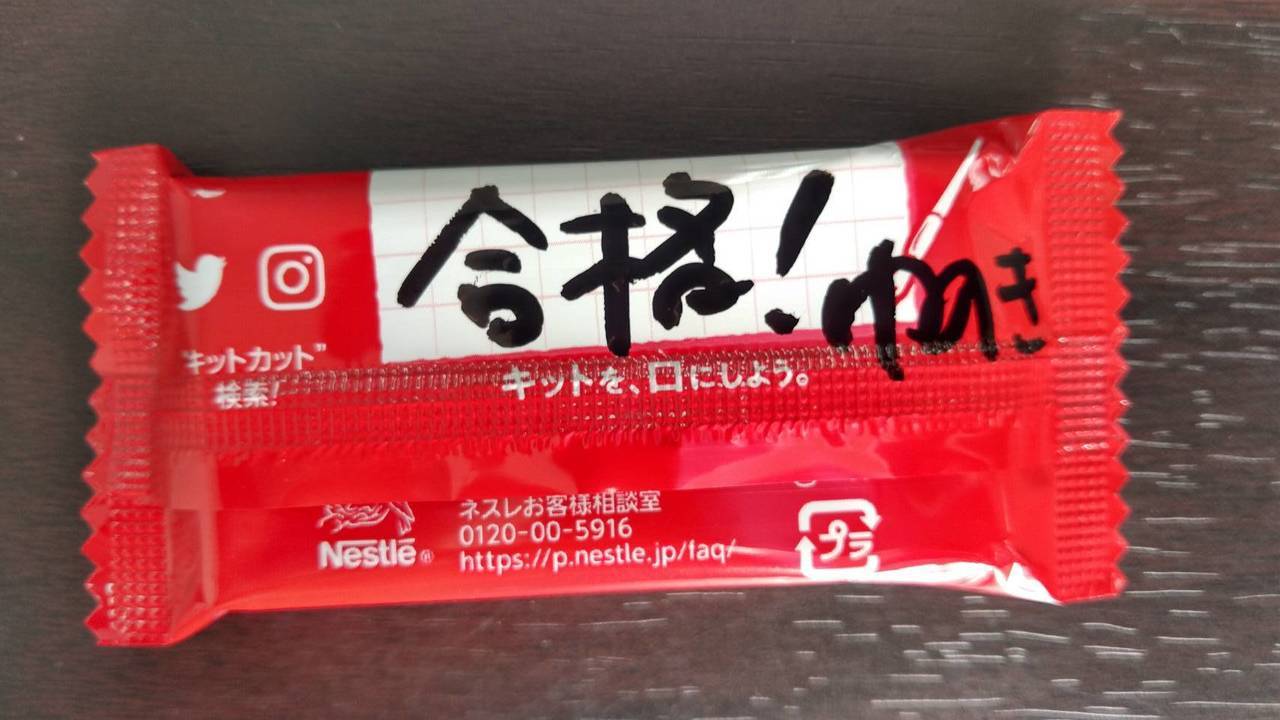 合格!
ゆうき
"キットカット"
検索!
キットを、口にしよう。
Nestlé®
ネスレお客様相談室
0120-00-5916
https://p.nestle.jp/faq/
プラ